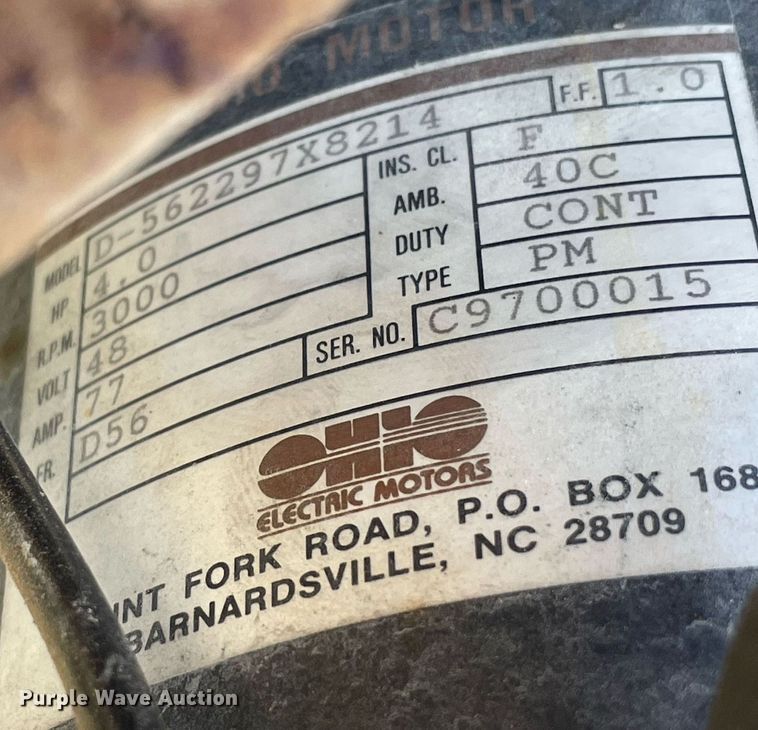 MOTOR
MODEL D-562297X8214 F.F. 1.0
HP 4.0 INS. CL. F
R.P.M. 3000 AMB. 40C
VOLT 48 DUTY CONT
AMP. 77 TYPE PM
FR. D56 SER. NO. C9700015
OHIO
ELECTRIC MOTORS
FORK ROAD, P.O. BOX 168
BARNARDSVILLE, NC 28709
Purple Wave Auction